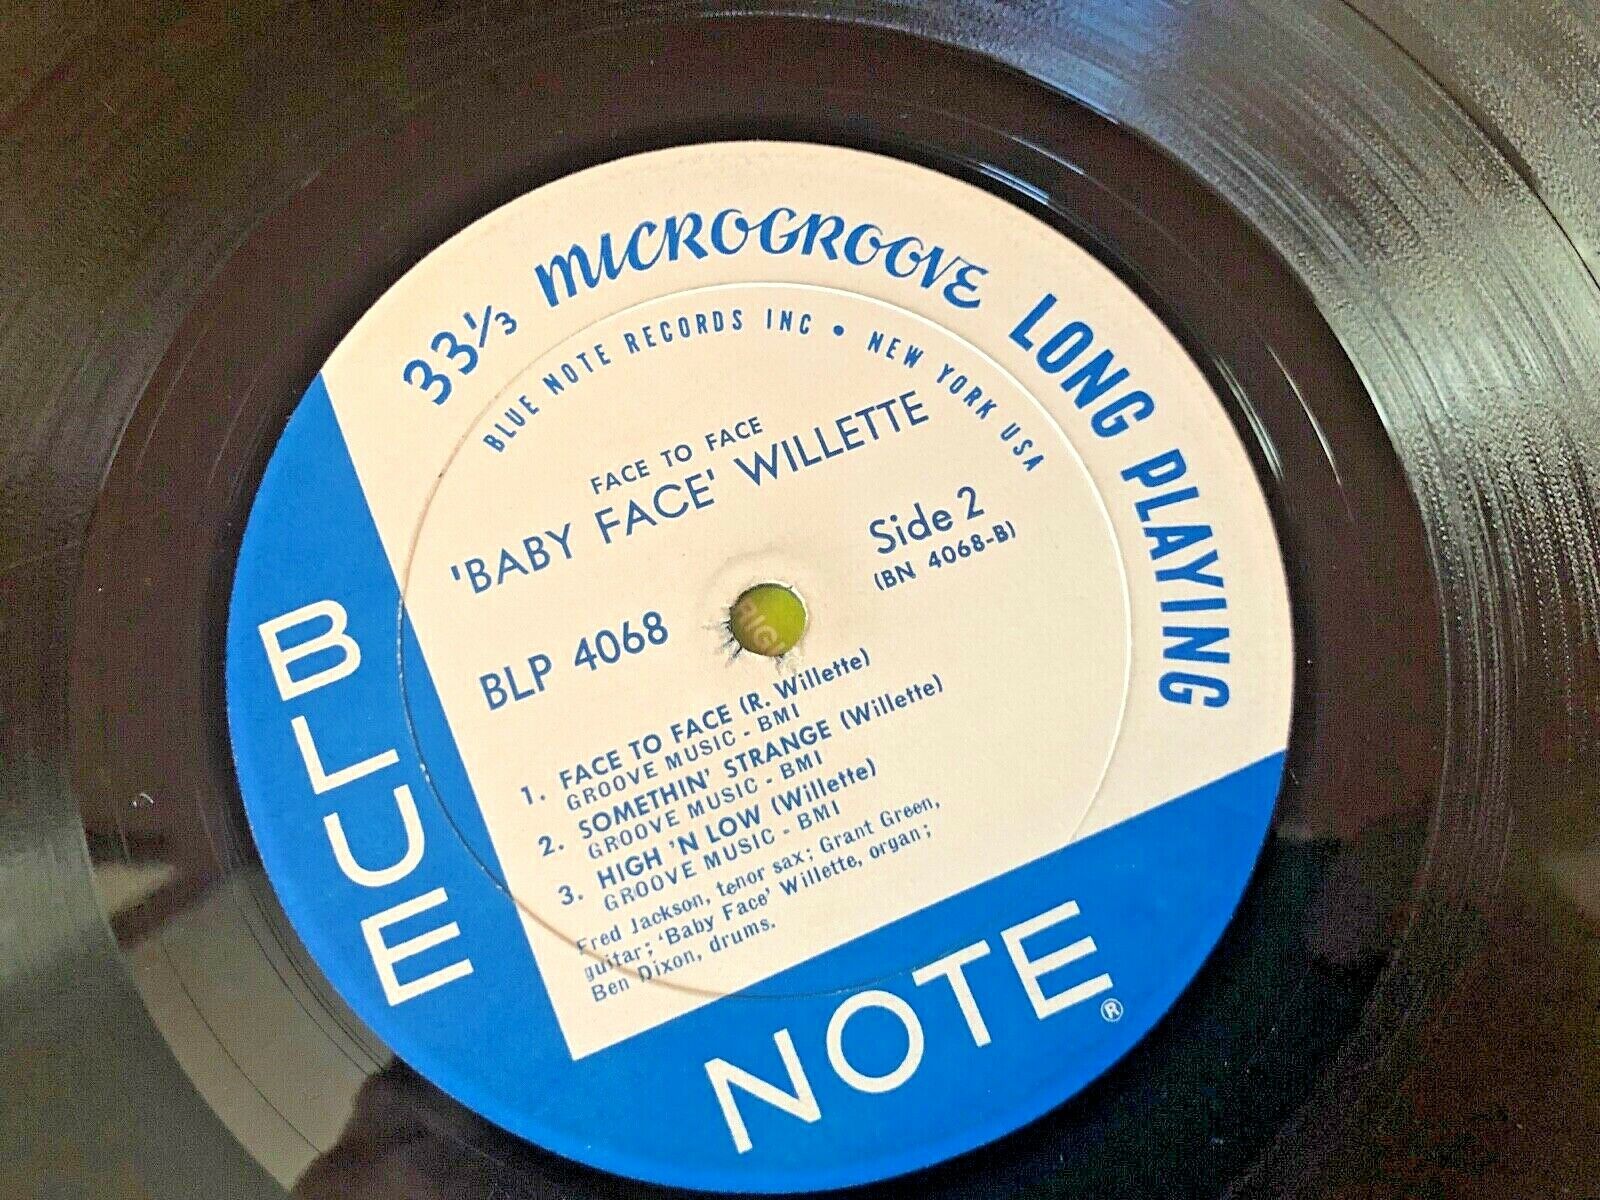 33⅓ MICROGROOVE LONG PLAYING
BLUE NOTE RECORDS INC • NEW YORK USA
FACE TO FACE
'BABY FACE' WILLETTE
Side 2
(BN 4068-B)
BLP 4068
RIGH
1. FACE TO FACE (R. Willette)
GROOVE MUSIC - BMI
2. SOMETHIN' STRANGE (Willette)
GROOVE MUSIC - BMI
3. HIGH 'N LOW (Willette)
GROOVE MUSIC - BMI
Fred Jackson, tenor sax; Grant Green,
guitar; 'Baby Face' Willette, organ;
Ben Dixon, drums.
BLUE
NOTE®